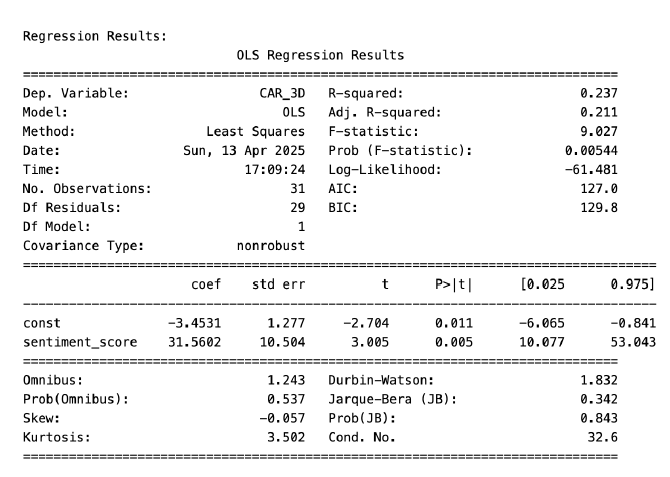 Regression Results:
OLS Regression Results
==============================================================================
Dep. Variable: CAR_3D R-squared: 0.237
Model: OLS Adj. R-squared: 0.211
Method: Least Squares F-statistic: 9.027
Date: Sun, 13 Apr 2025 Prob (F-statistic): 0.00544
Time: 17:09:24 Log-Likelihood: -61.481
No. Observations: 31 AIC: 127.0
Df Residuals: 29 BIC: 129.8
Df Model: 1
Covariance Type: nonrobust
===================================================================================
coef std err t P>|t| [0.025 0.975]
-----------------------------------------------------------------------------------
const -3.4531 1.277 -2.704 0.011 -6.065 -0.841
sentiment_score 31.5602 10.504 3.005 0.005 10.077 53.043
==============================================================================
Omnibus: 1.243 Durbin-Watson: 1.832
Prob(Omnibus): 0.537 Jarque-Bera (JB): 0.342
Skew: -0.057 Prob(JB): 0.843
Kurtosis: 3.502 Cond. No. 32.6
==============================================================================